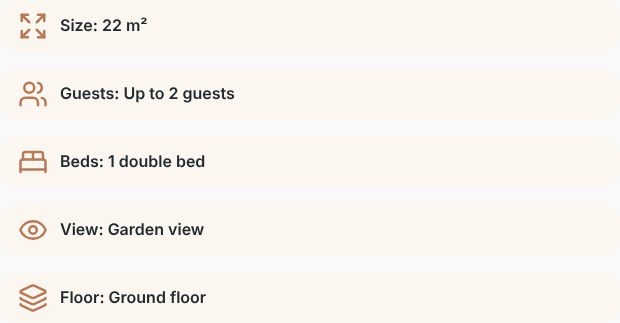 Size: 22 m²
Guests: Up to 2 guests
Beds: 1 double bed
View: Garden view
Floor: Ground floor